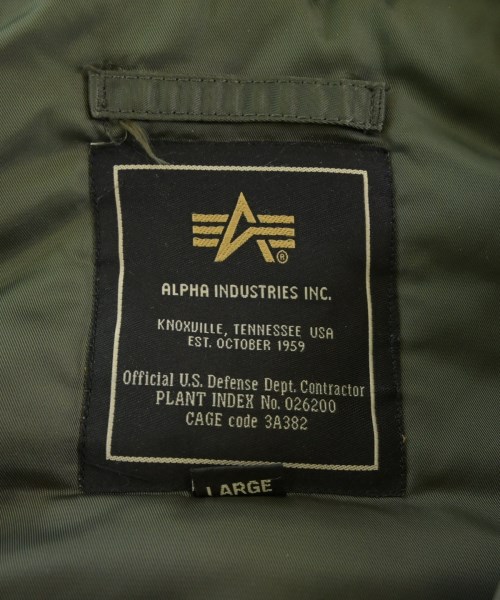 ®
ALPHA INDUSTRIES INC.
KNOXVILLE, TENNESSEE USA
EST. OCTOBER 1959
Official U.S. Defense Dept. Contractor
PLANT INDEX No. 026200
CAGE code 3A382
LARGE